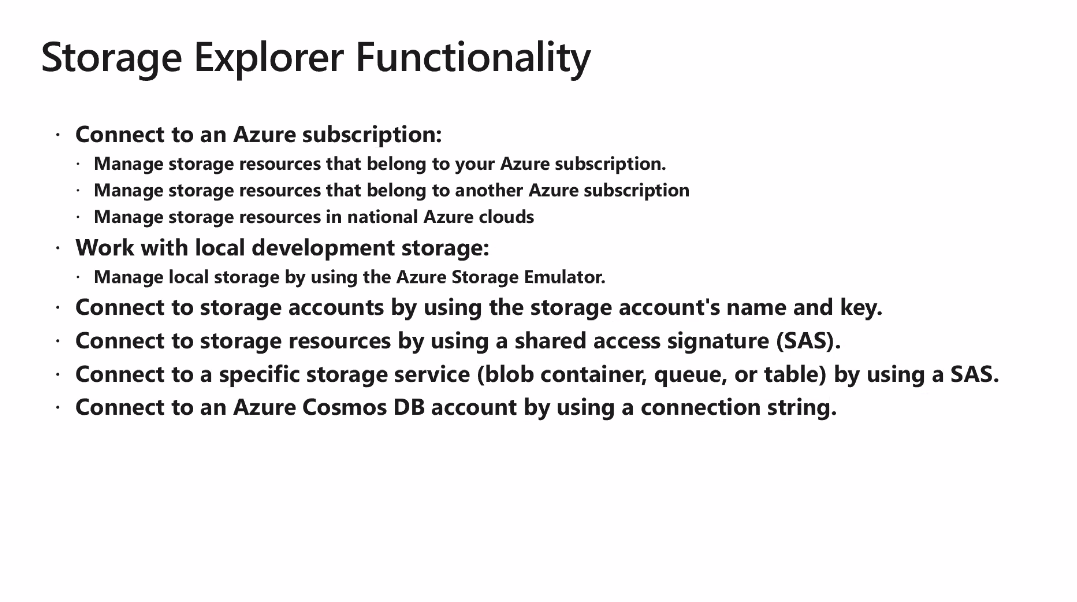 Storage Explorer Functionality
· Connect to an Azure subscription:
· Manage storage resources that belong to your Azure subscription.
· Manage storage resources that belong to another Azure subscription
· Manage storage resources in national Azure clouds
· Work with local development storage:
· Manage local storage by using the Azure Storage Emulator.
· Connect to storage accounts by using the storage account's name and key.
· Connect to storage resources by using a shared access signature (SAS).
· Connect to a specific storage service (blob container, queue, or table) by using a SAS.
· Connect to an Azure Cosmos DB account by using a connection string.